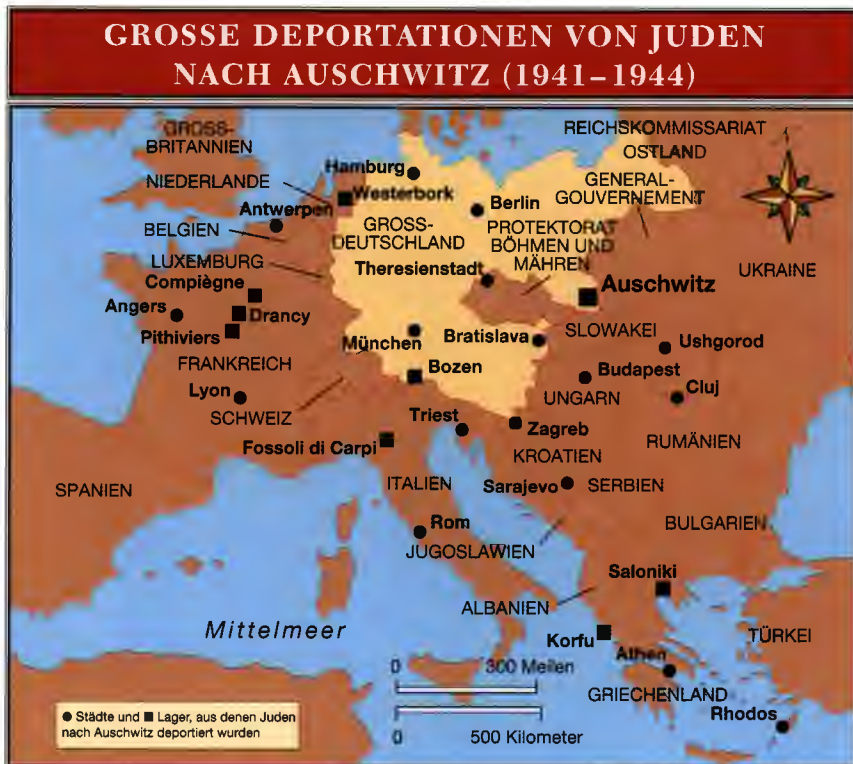 GROSSE DEPORTATIONEN VON JUDEN
NACH AUSCHWITZ (1941–1944)
GROSS-
BRITANNIEN
REICHSKOMMISSARIAT
OSTLAND
Hamburg
NIEDERLANDE
Westerbork
GENERAL-
GOUVERNEMENT
Antwerpen
Berlin
BELGIEN
GROSS-
DEUTSCHLAND
PROTEKTORAT
BÖHMEN UND
MÄHREN
LUXEMBURG
Theresienstadt
UKRAINE
Compiègne
Auschwitz
Angers
Drancy
Pithiviers
München
Bratislava
SLOWAKEI
Ushgorod
FRANKREICH
Bozen
Budapest
Lyon
UNGARN
Cluj
SCHWEIZ
Triest
Zagreb
RUMÄNIEN
Fossoli di Carpi
KROATIEN
SPANIEN
ITALIEN
Sarajevo
SERBIEN
Rom
BULGARIEN
JUGOSLAWIEN
Saloniki
ALBANIEN
Mittelmeer
Korfu
TÜRKEI
Athen
0 300 Meilen
GRIECHENLAND
Rhodos
0 500 Kilometer
Städte und Lager, aus denen Juden
nach Auschwitz deportiert wurden